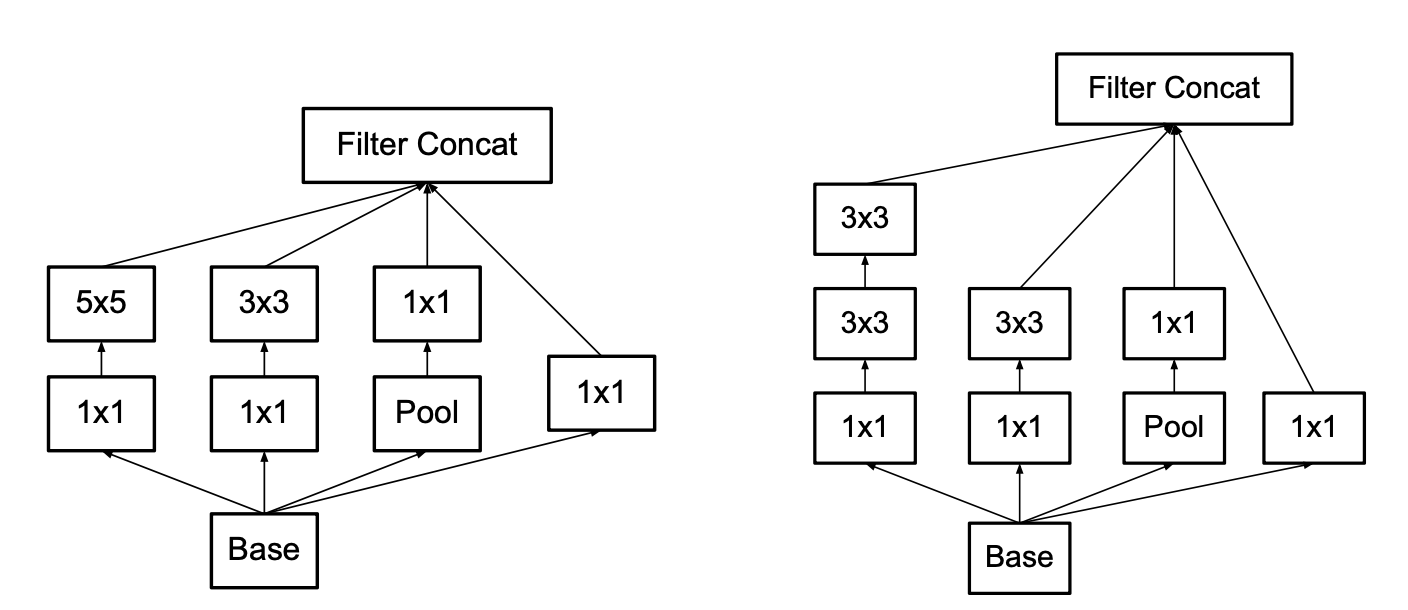 Filter Concat
5x5
3x3
1x1
1x1
1x1
Pool
1x1
Base
Filter Concat
3x3
3x3
3x3
1x1
1x1
1x1
Pool
1x1
Base